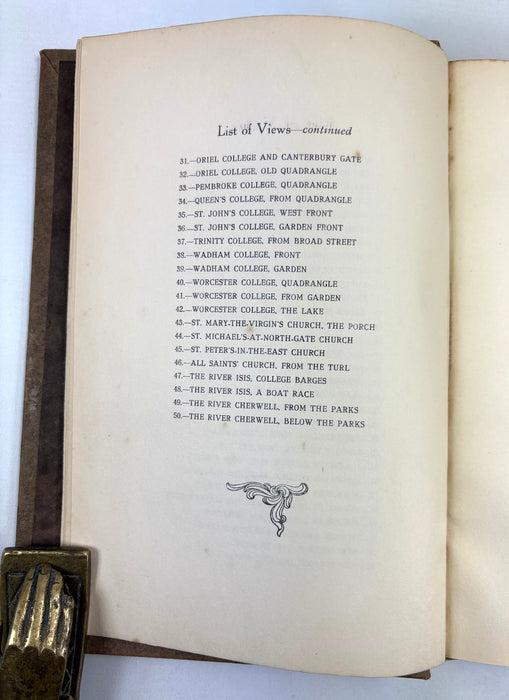 List of Views—continued
31.—ORIEL COLLEGE AND CANTERBURY GATE
32.—ORIEL COLLEGE, OLD QUADRANGLE
33.—PEMBROKE COLLEGE, QUADRANGLE
34.—QUEEN'S COLLEGE, FROM QUADRANGLE
35.—ST. JOHN'S COLLEGE, WEST FRONT
36.—ST. JOHN'S COLLEGE, GARDEN FRONT
37.—TRINITY COLLEGE, FROM BROAD STREET
38.—WADHAM COLLEGE, FRONT
39.—WADHAM COLLEGE, GARDEN
40.—WORCESTER COLLEGE, QUADRANGLE
41.—WORCESTER COLLEGE, FROM GARDEN
42.—WORCESTER COLLEGE, THE LAKE
43.—ST. MARY-THE-VIRGIN'S CHURCH, THE PORCH
44.—ST. MICHAEL'S-AT-NORTH-GATE CHURCH
45.—ST. PETER'S-IN-THE-EAST CHURCH
46.—ALL SAINTS' CHURCH, FROM THE TURL
47.—THE RIVER ISIS, COLLEGE BARGES
48.—THE RIVER ISIS, A BOAT RACE
49.—THE RIVER CHERWELL, FROM THE PARKS
50.—THE RIVER CHERWELL, BELOW THE PARKS